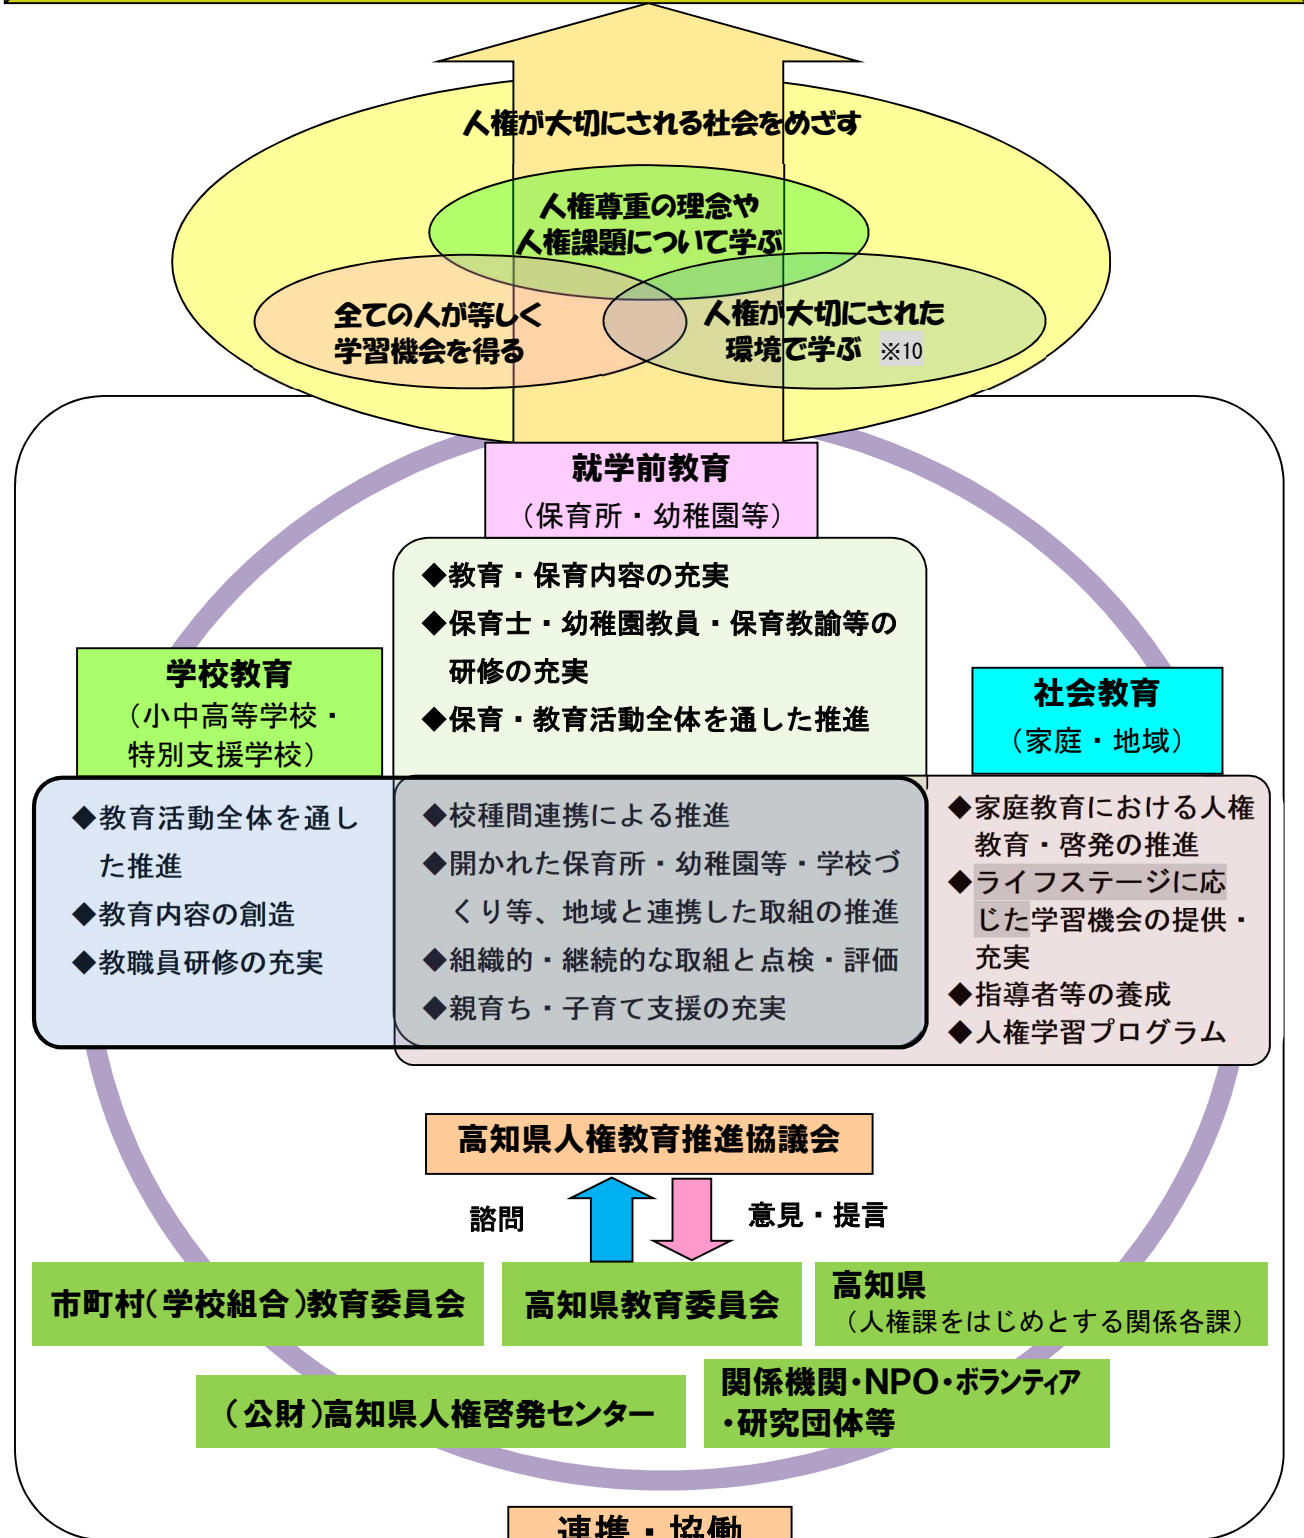 人権が大切にされる社会をめざす
人権尊重の理念や
人権課題について学ぶ
全ての人が等しく
学習機会を得る
人権が大切にされた
環境で学ぶ ※10
就学前教育
（保育所・幼稚園等）
◆教育・保育内容の充実
◆保育士・幼稚園教員・保育教諭等の
研修の充実
◆保育・教育活動全体を通した推進
学校教育
（小中高等学校・
特別支援学校）
社会教育
（家庭・地域）
◆教育活動全体を通し
た推進
◆教育内容の創造
◆教職員研修の充実
◆校種間連携による推進
◆開かれた保育所・幼稚園等・学校づ
くり等、地域と連携した取組の推進
◆組織的・継続的な取組と点検・評価
◆親育ち・子育て支援の充実
◆家庭教育における人権
教育・啓発の推進
◆ライフステージに応
じた学習機会の提供・
充実
◆指導者等の養成
◆人権学習プログラム
高知県人権教育推進協議会
諮問
意見・提言
市町村（学校組合）教育委員会
高知県教育委員会
高知県
（人権課をはじめとする関係各課）
（公財）高知県人権啓発センター
関係機関・NPO・ボランティア
・研究団体等
連携・協働